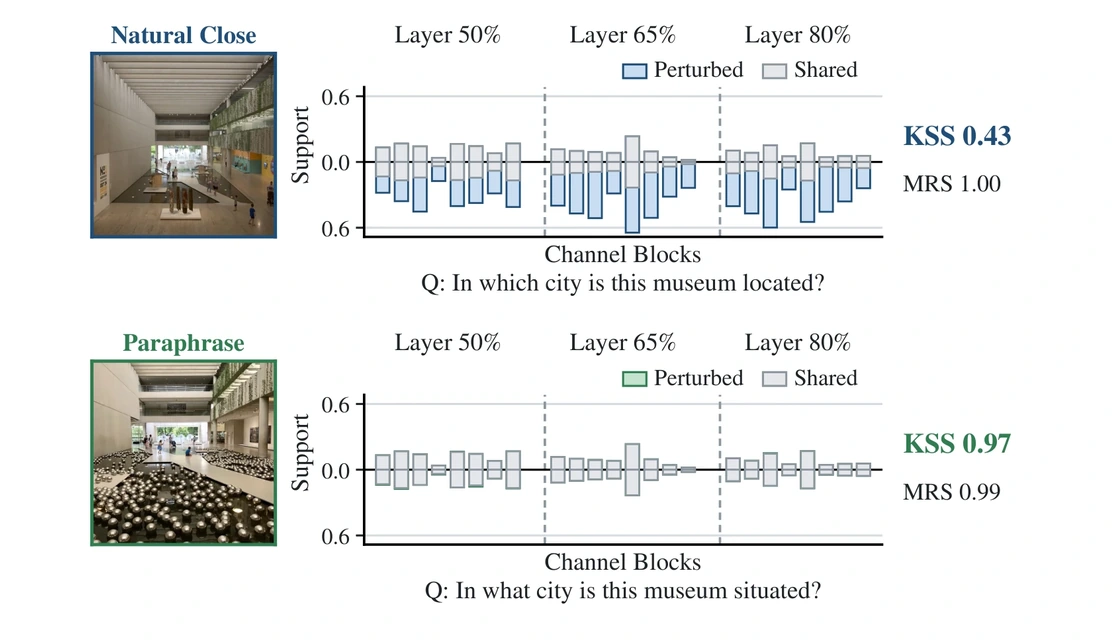 Natural Close
Layer 50%
Layer 65%
Layer 80%
Perturbed
Shared
Support
0.6
0.0
0.6
KSS 0.43
MRS 1.00
Channel Blocks
Q: In which city is this museum located?
Paraphrase
Layer 50%
Layer 65%
Layer 80%
Perturbed
Shared
Support
0.6
0.0
0.6
KSS 0.97
MRS 0.99
Channel Blocks
Q: In what city is this museum situated?